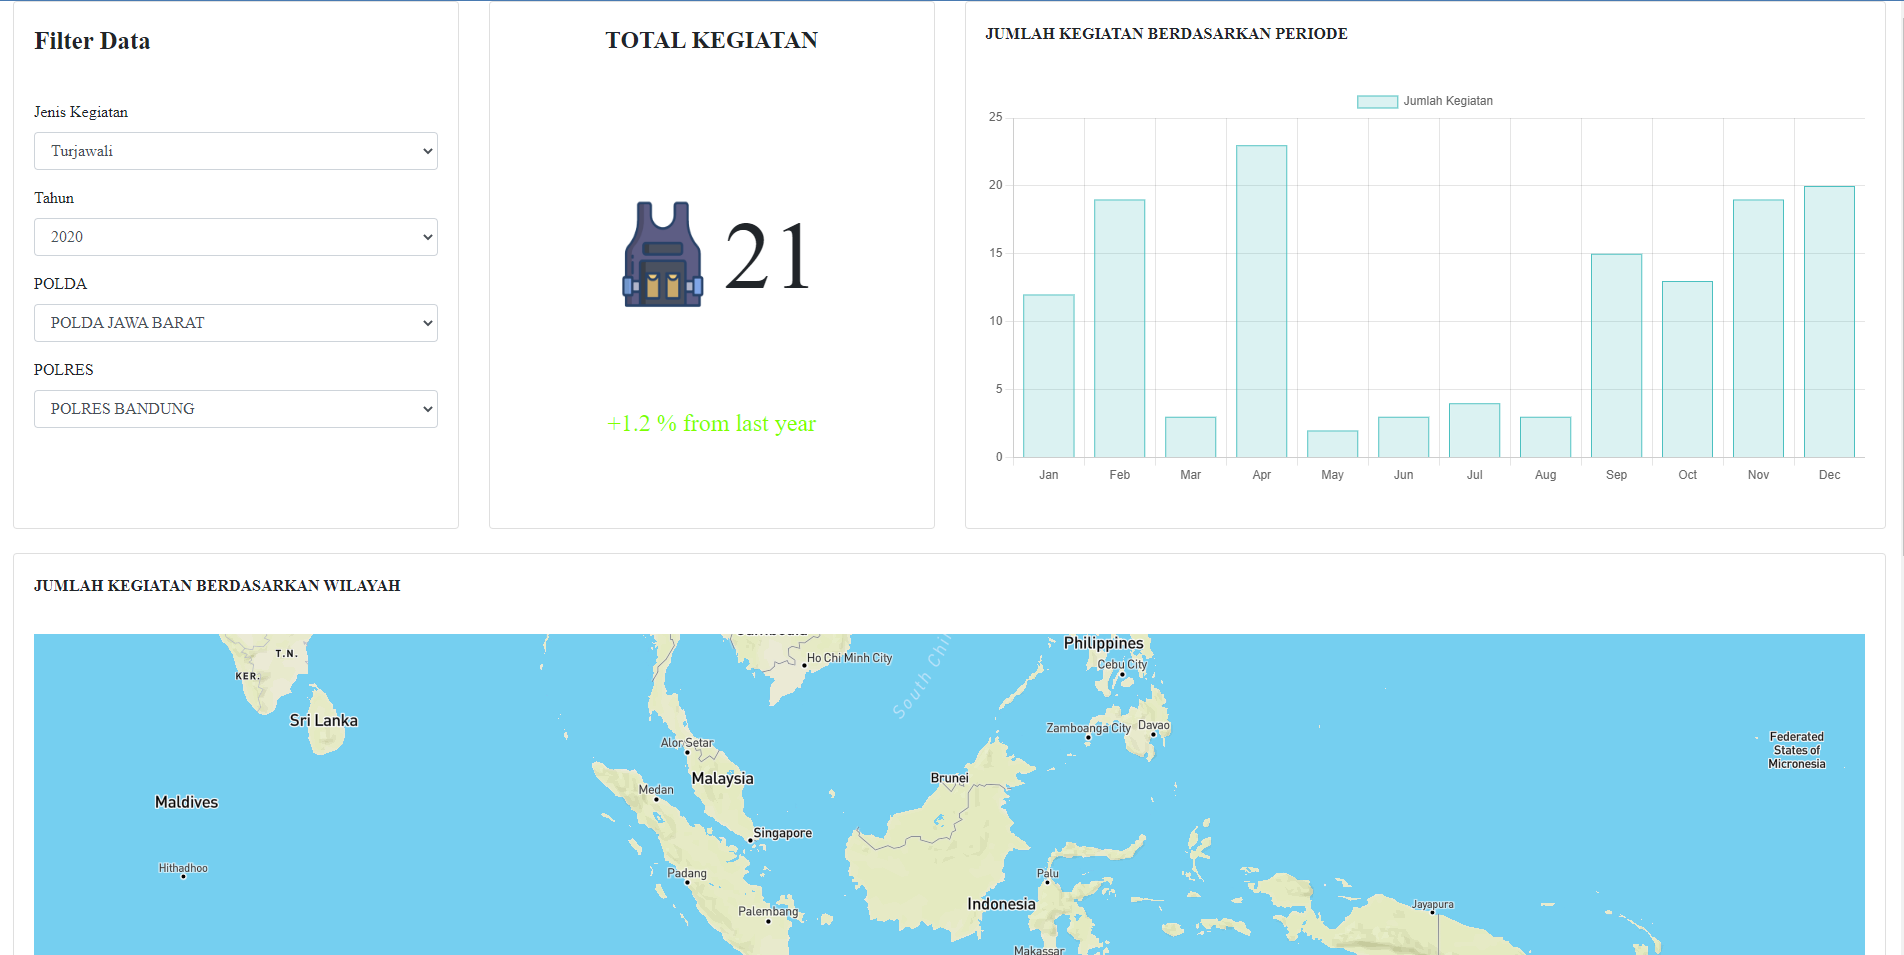 Filter Data
Jenis Kegiatan
Turjawali
Tahun
2020
POLDA
POLDA JAWA BARAT
POLRES
POLRES BANDUNG
TOTAL KEGIATAN
21
+1.2 % from last year
JUMLAH KEGIATAN BERDASARKAN PERIODE
Jumlah Kegiatan
25
20
15
10
5
0
Jan Feb Mar Apr May Jun Jul Aug Sep Oct Nov Dec
JUMLAH KEGIATAN BERDASARKAN WILAYAH
T.N.
KER.
Sri Lanka
Maldives
Hithadhoo
Cambodia
Ho Chi Minh City
South Chi
Philippines
Cebu City
Zamboanga City
Davao
Federated
States of
Micronesia
Alor Setar
Malaysia
Medan
Brunei
Singapore
Padang
Palembang
Palu
Indonesia
Makassar
Jayapura